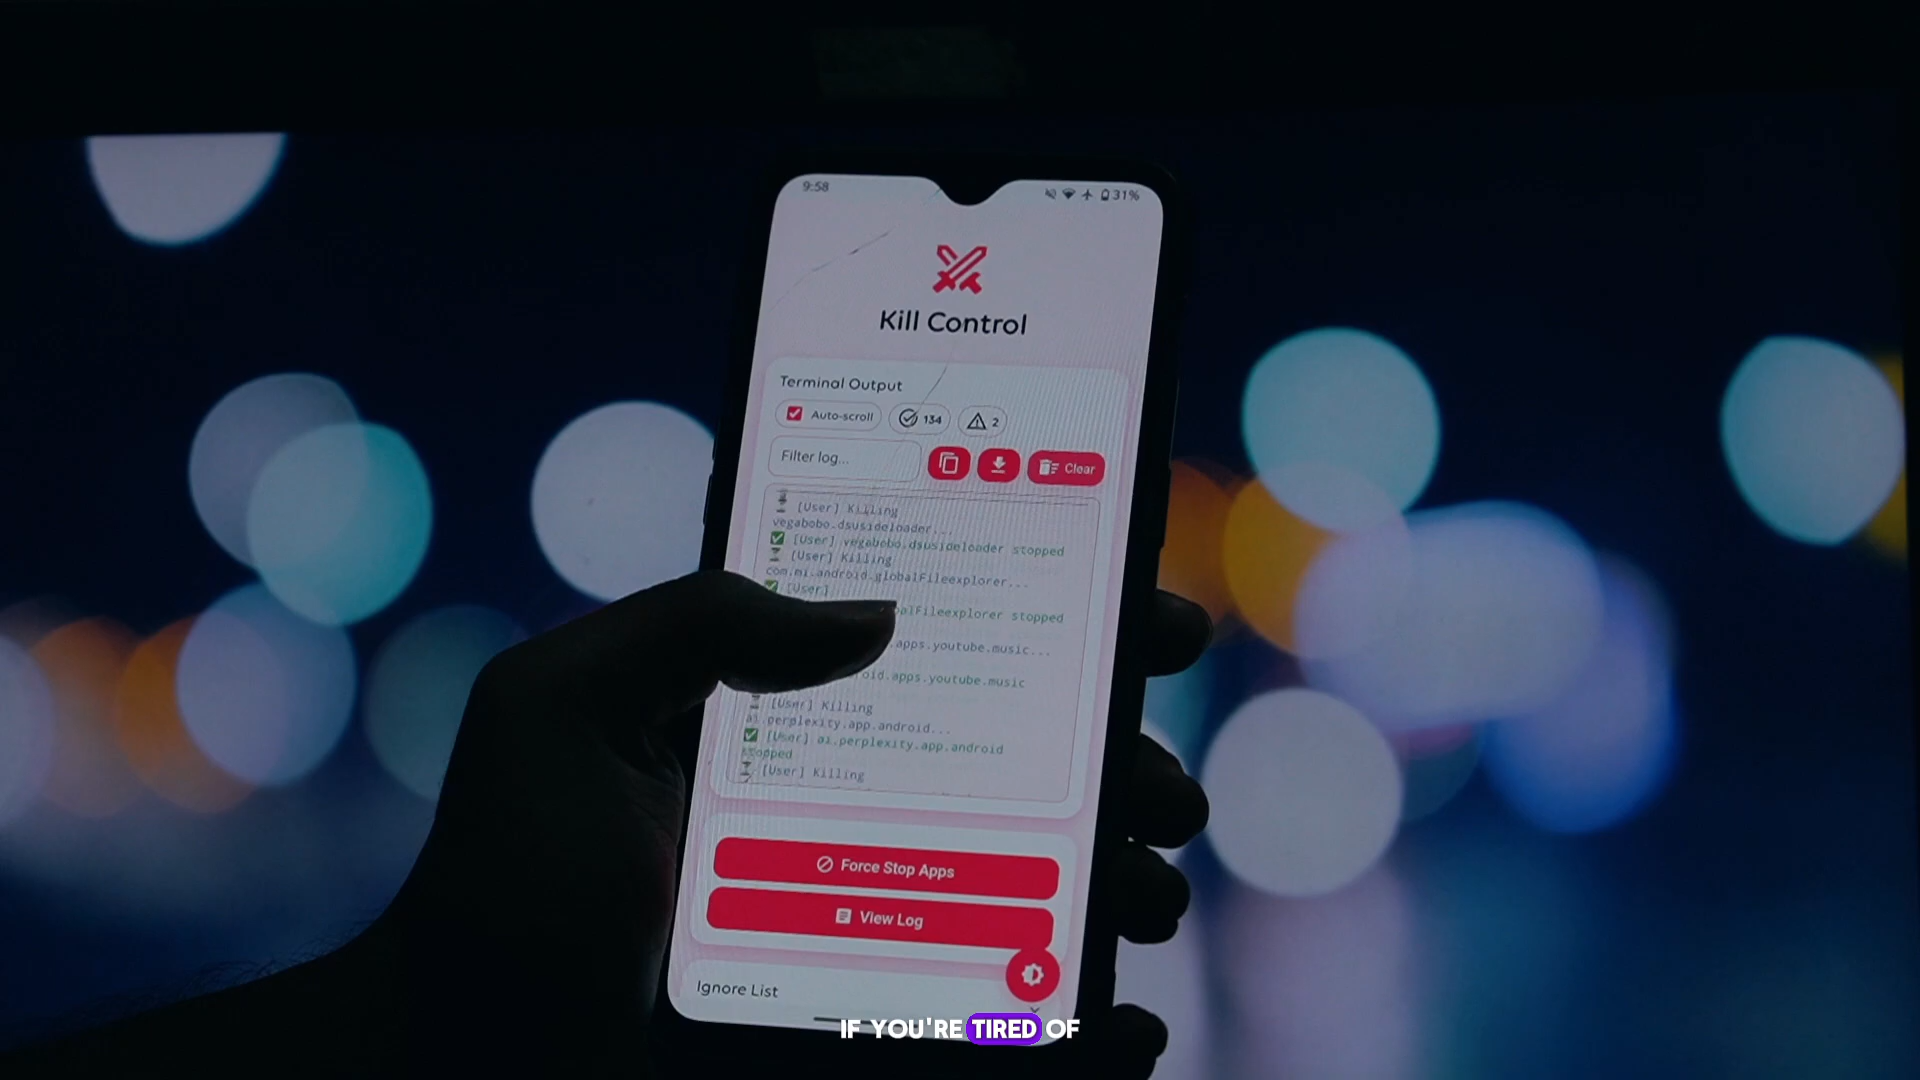 9:58
31%
Kill Control
Terminal Output
Auto-scroll
134
2
Filter log...
Clear
[User] Killing
vegabobo.dsusideloader...
[User] vegabobo.dsusideloader stopped
[User] Killing
com.mi.android.globalFileexplorer...
[User]
balFileexplorer stopped
.apps.youtube.music...
oid.apps.youtube.music
[User] Killing
ai.perplexity.app.android...
[User] ai.perplexity.app.android
stopped
[User] Killing
Force Stop Apps
View Log
Ignore List
IF YOU'RE TIRED OF